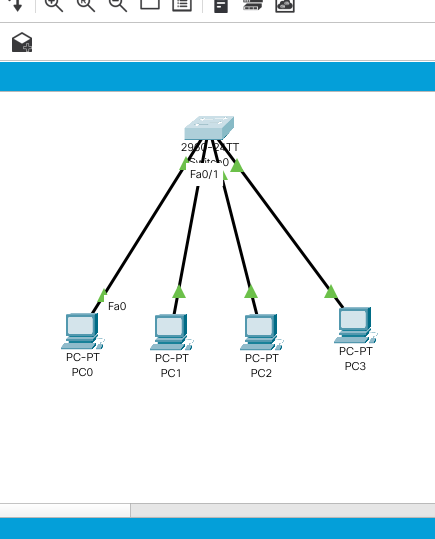 2960-24TT
Switch0
Fa0/1
Fa0
PC-PT
PC0
PC-PT
PC1
PC-PT
PC2
PC-PT
PC3